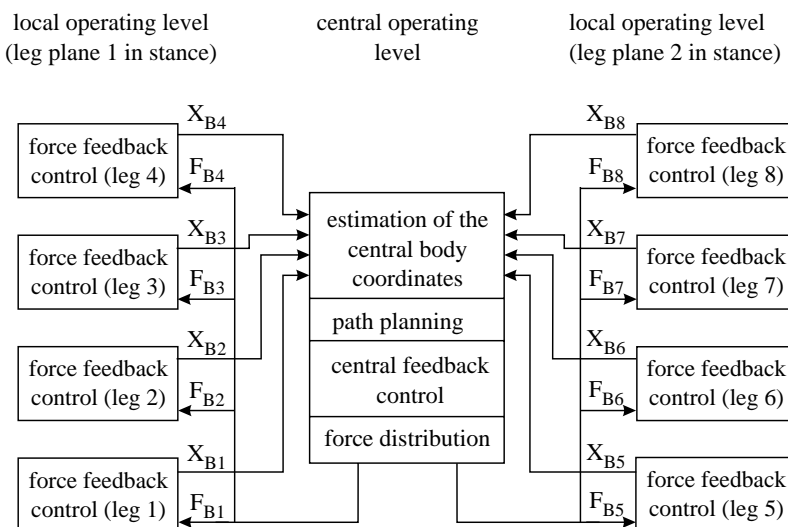 local operating level
(leg plane 1 in stance)
central operating
level
local operating level
(leg plane 2 in stance)
X_B4
force feedback
control (leg 4)
F_B4
X_B3
force feedback
control (leg 3)
F_B3
X_B2
force feedback
control (leg 2)
F_B2
X_B1
force feedback
control (leg 1)
F_B1
estimation of the
central body
coordinates
path planning
central feedback
control
force distribution
X_B8
force feedback
control (leg 8)
F_B8
X_B7
force feedback
control (leg 7)
F_B7
X_B6
force feedback
control (leg 6)
F_B6
X_B5
force feedback
control (leg 5)
F_B5